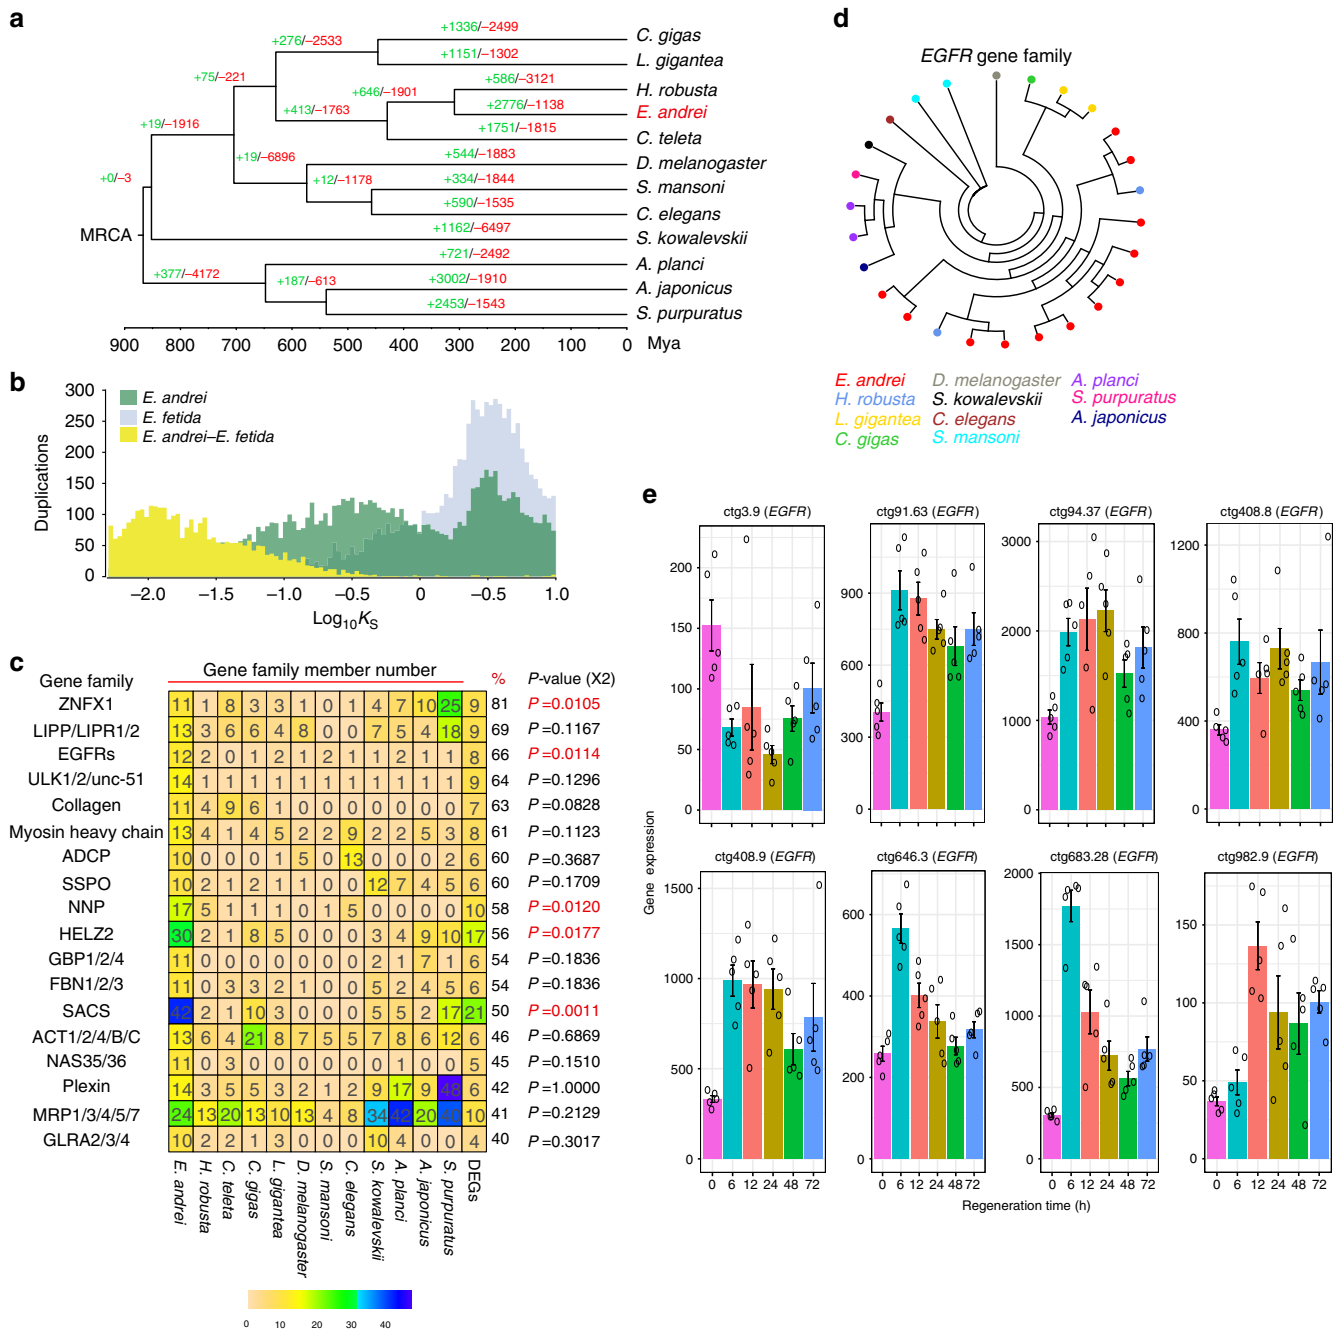 a
+1336/−2499
C. gigas
+276/−2533
+1151/−1302
L. gigantea
+75/−221
+586/−3121
H. robusta
+646/−1901
+413/−1763
+2776/−1138
E. andrei
+19/−1916
+1751/−1815
C. teleta
+19/−6896
+544/−1883
D. melanogaster
+0/−3
+12/−1178
+334/−1844
S. mansoni
+590/−1535
C. elegans
MRCA
+1162/−6497
S. kowalevskii
+721/−2492
A. planci
+377/−4172
+187/−613
+3002/−1910
A. japonicus
+2453/−1543
S. purpuratus
900 800 700 600 500 400 300 200 100 0 Mya
b
300
250
200
150
100
50
0
Duplications
E. andrei
E. fetida
E. andrei–E. fetida
−2.0 −1.5 −1.0 −0.5 0 −0.5 1.0
Log10KS
c
Gene family member number
Gene family % P-value (X2)
ZNFX1 11 1 8 3 3 1 0 1 4 7 10 25 9 81 P =0.0105
LIPP/LIPR1/2 13 3 6 6 4 8 0 0 7 5 4 18 9 69 P =0.1167
EGFRs 12 2 0 1 2 1 2 1 1 2 1 1 8 66 P =0.0114
ULK1/2/unc-51 14 1 1 1 1 1 1 1 1 1 1 1 9 64 P =0.1296
Collagen 11 4 9 6 1 0 0 0 0 0 0 0 7 63 P =0.0828
Myosin heavy chain 13 4 1 4 5 2 2 9 2 2 5 3 8 61 P =0.1123
ADCP 10 0 0 0 1 5 0 13 0 0 0 2 6 60 P =0.3687
SSPO 10 2 1 2 1 1 0 0 12 7 4 5 6 60 P =0.1709
NNP 17 5 1 1 1 0 1 5 0 0 0 0 10 58 P =0.0120
HELZ2 30 2 1 8 5 0 0 0 3 4 9 10 17 56 P =0.0177
GBP1/2/4 11 0 0 0 0 0 0 0 2 1 7 1 6 54 P =0.1836
FBN1/2/3 11 0 3 3 2 1 0 0 5 2 5 5 6 54 P =0.1836
SACS 42 2 1 10 3 0 0 0 5 5 2 17 21 50 P =0.0011
ACT1/2/4/B/C 13 6 4 21 8 7 5 5 7 8 6 12 6 46 P =0.6869
NAS35/36 11 0 3 0 0 0 0 0 0 1 0 0 5 45 P =0.1510
Plexin 14 3 5 5 3 2 1 2 9 17 9 48 6 42 P =1.0000
MRP1/3/4/5/7 24 13 20 13 10 13 4 8 34 42 20 40 10 41 P =0.2129
GLRA2/3/4 10 2 2 1 3 0 0 0 10 4 0 0 4 40 P =0.3017
E. andrei
H. robusta
C. teleta
C. gigas
L. gigantea
D. melanogaster
S. mansoni
C. elegans
S. kowalevskii
A. planci
A. japonicus
S. purpuratus
DEGs
0 10 20 30 40
d
EGFR gene family
E. andrei D. melanogaster A. planci
H. robusta S. kowalevskii S. purpuratus
L. gigantea C. elegans A. japonicus
C. gigas S. mansoni
e
Gene expression
ctg3.9 (EGFR)
200
150
100
50
0
ctg91.63 (EGFR)
900
600
300
0
ctg94.37 (EGFR)
3000
2000
1000
0
ctg408.8 (EGFR)
1200
800
400
0
ctg408.9 (EGFR)
1500
1000
500
0
ctg646.3 (EGFR)
600
400
200
0
ctg683.28 (EGFR)
2000
1500
1000
500
0
ctg982.9 (EGFR)
150
100
50
0
0 6 12 24 48 72
0 6 12 24 48 72
0 6 12 24 48 72
0 6 12 24 48 72
Regeneration time (h)